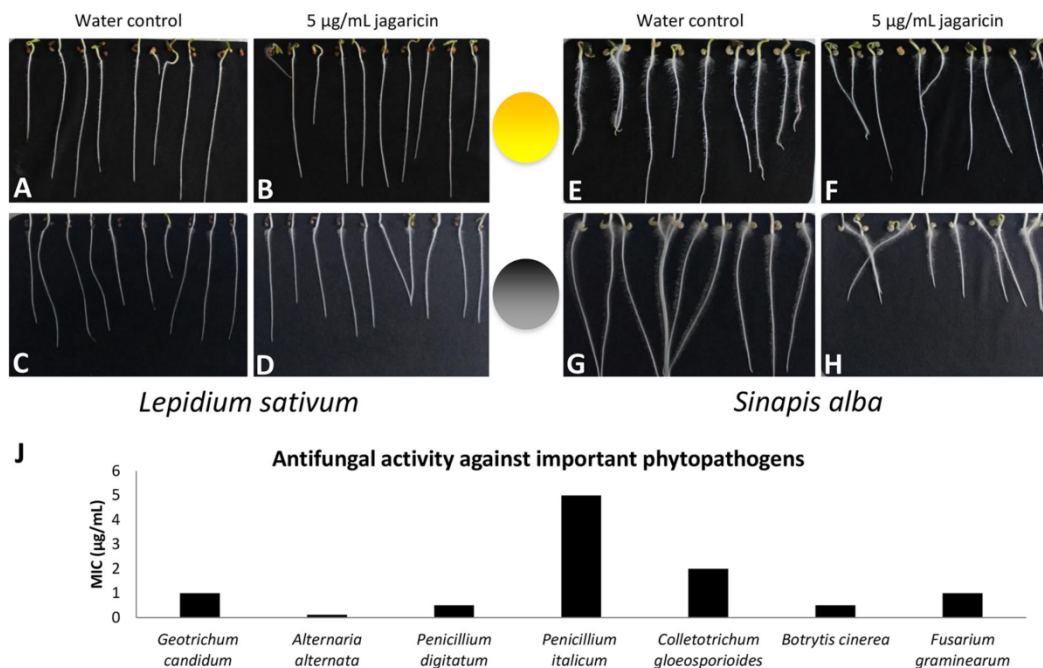 Water control
5 µg/mL jagaricin
Water control
5 µg/mL jagaricin
A
B
E
F
C
D
G
H
Lepidium sativum
Sinapis alba
J
Antifungal activity against important phytopathogens
MIC (µg/mL)
6
5
4
3
2
1
0
Geotrichum
candidum
Alternaria
alternata
Penicillium
digitatum
Penicillium
italicum
Colletotrichum
gloeosporioides
Botrytis cinerea
Fusarium
graminearum